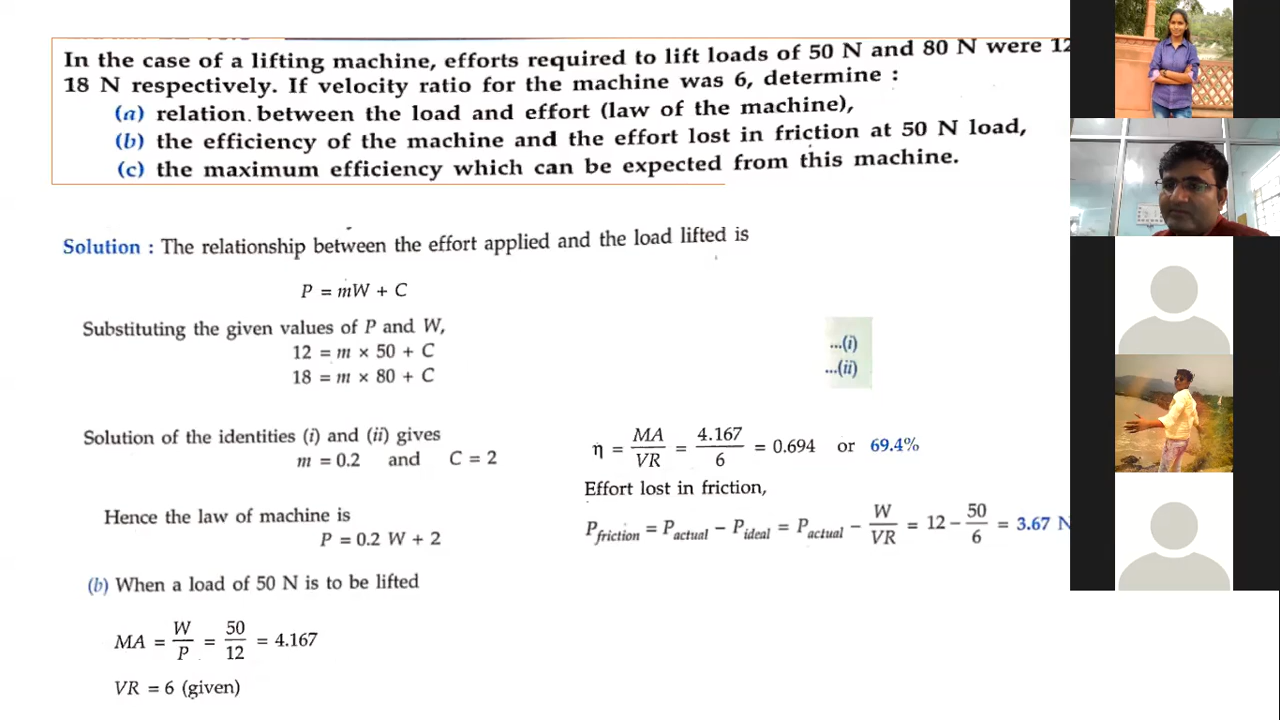 In the case of a lifting machine, efforts required to lift loads of 50 N and 80 N were 12
18 N respectively. If velocity ratio for the machine was 6, determine :
(a) relation between the load and effort (law of the machine),
(b) the efficiency of the machine and the effort lost in friction at 50 N load,
(c) the maximum efficiency which can be expected from this machine.
Solution : The relationship between the effort applied and the load lifted is
P = mW + C
Substituting the given values of P and W,
12 = m × 50 + C ...(i)
18 = m × 80 + C ...(ii)
Solution of the identities (i) and (ii) gives
m = 0.2 and C = 2
Hence the law of machine is
P = 0.2 W + 2
(b) When a load of 50 N is to be lifted
MA = W/P = 50/12 = 4.167
VR = 6 (given)
η = MA/VR = 4.167/6 = 0.694 or 69.4%
Effort lost in friction,
P friction = P actual − P ideal = P actual − W/VR = 12 − 50/6 = 3.67 N